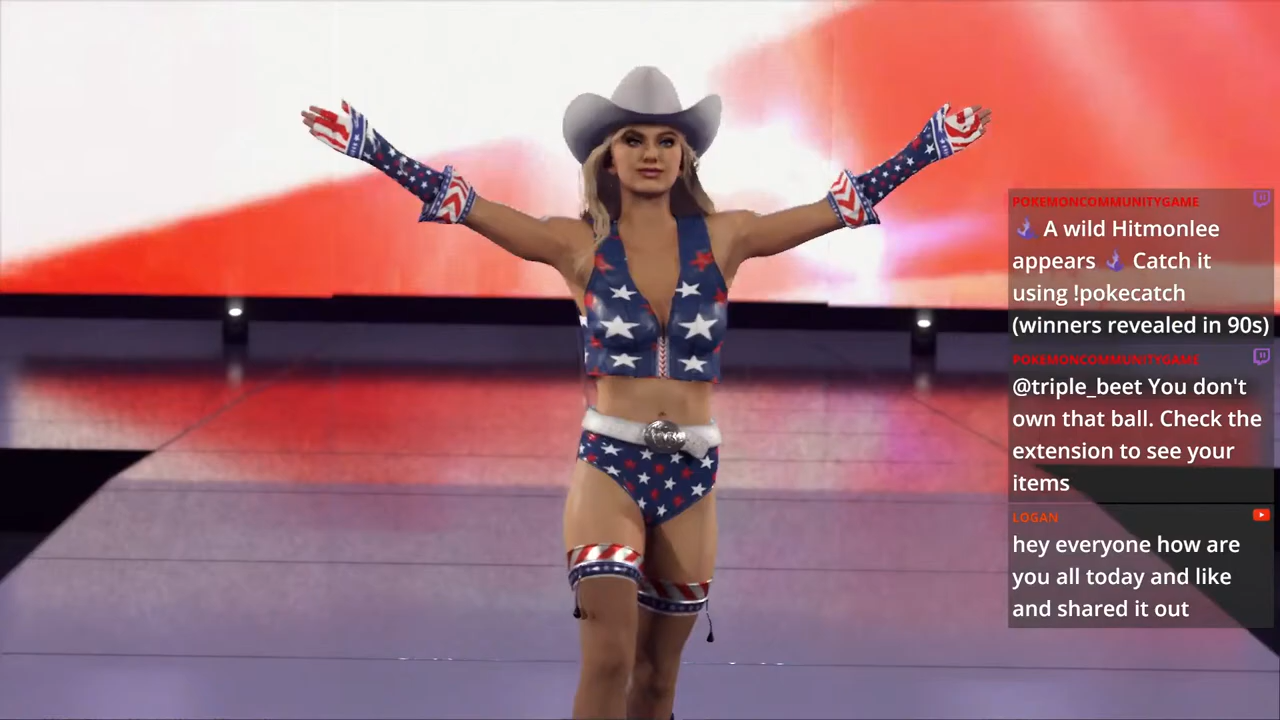 POKEMONCOMMUNITYGAME
A wild Hitmonlee
appears Catch it
using !pokecatch
(winners revealed in 90s)
POKEMONCOMMUNITYGAME
@triple_beet You don't
own that ball. Check the
extension to see your
items
LOGAN
hey everyone how are
you all today and like
and shared it out